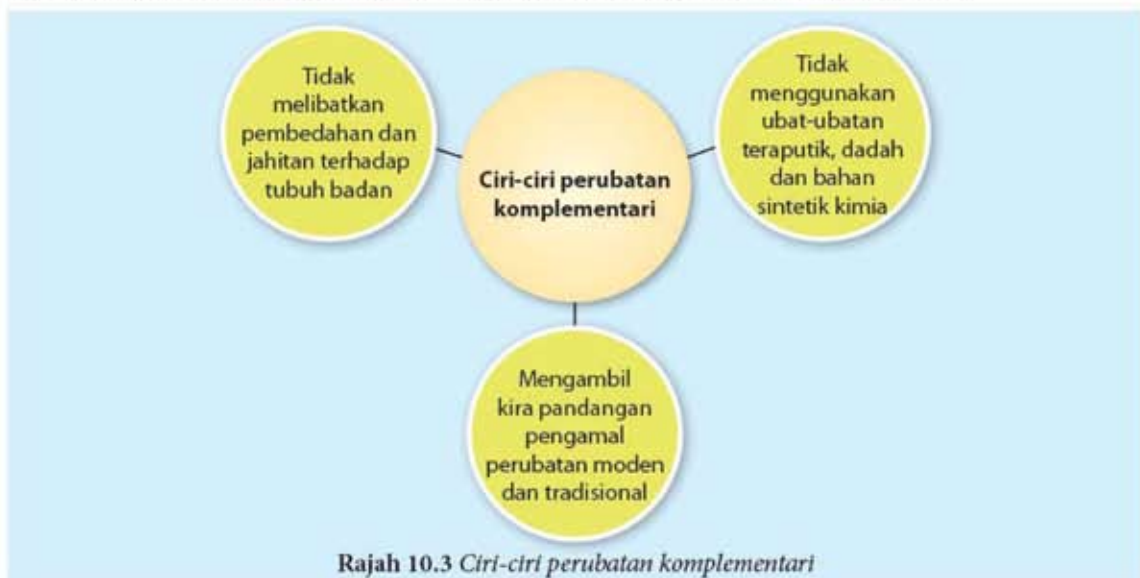 Tidak
melibatkan
pembedahan dan
jahitan terhadap
tubuh badan
Ciri-ciri perubatan
komplementari
Tidak
menggunakan
ubat-ubatan
teraputik, dadah
dan bahan
sintetik kimia
Mengambil
kira pandangan
pengamal
perubatan moden
dan tradisional
Rajah 10.3 Ciri-ciri perubatan komplementari